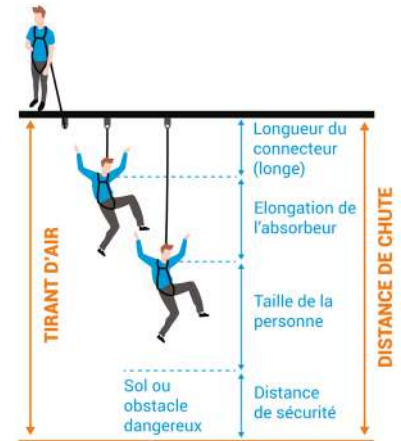 Longueur du
connecteur
(longe)
Elongation de
l'absorbeur
Taille de la
personne
Sol ou
obstacle
dangereux
Distance
de sécurité
TIRANT D'AIR
DISTANCE DE CHUTE